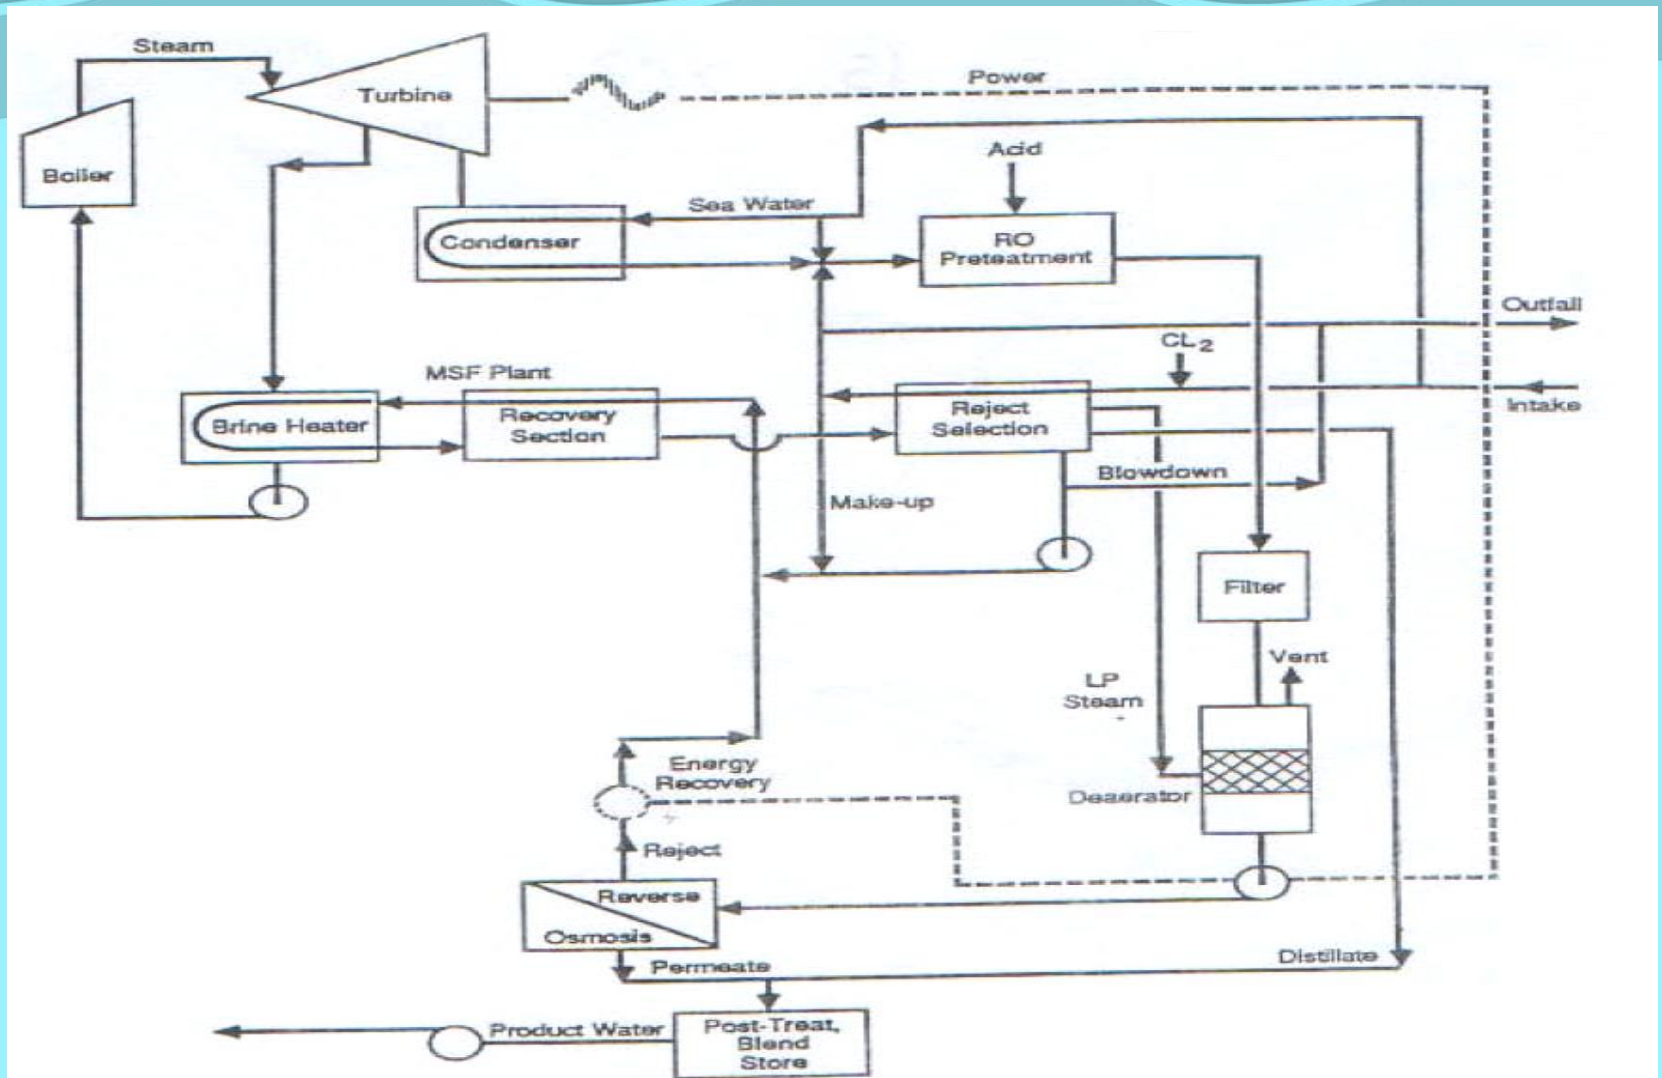 Steam
Turbine
Power
Boiler
Acid
Sea Water
Condenser
RO
Preteatment
Outfall
CL2
MSF Plant
Intake
Brine Heater
Recovery
Section
Reject
Selection
Blowdown
Make-up
Filter
Vent
LP
Steam
Energy
Recovery
Deaerator
Reject
Reverse
Osmosis
Permeate
Distillate
Product Water
Post-Treat,
Blend
Store